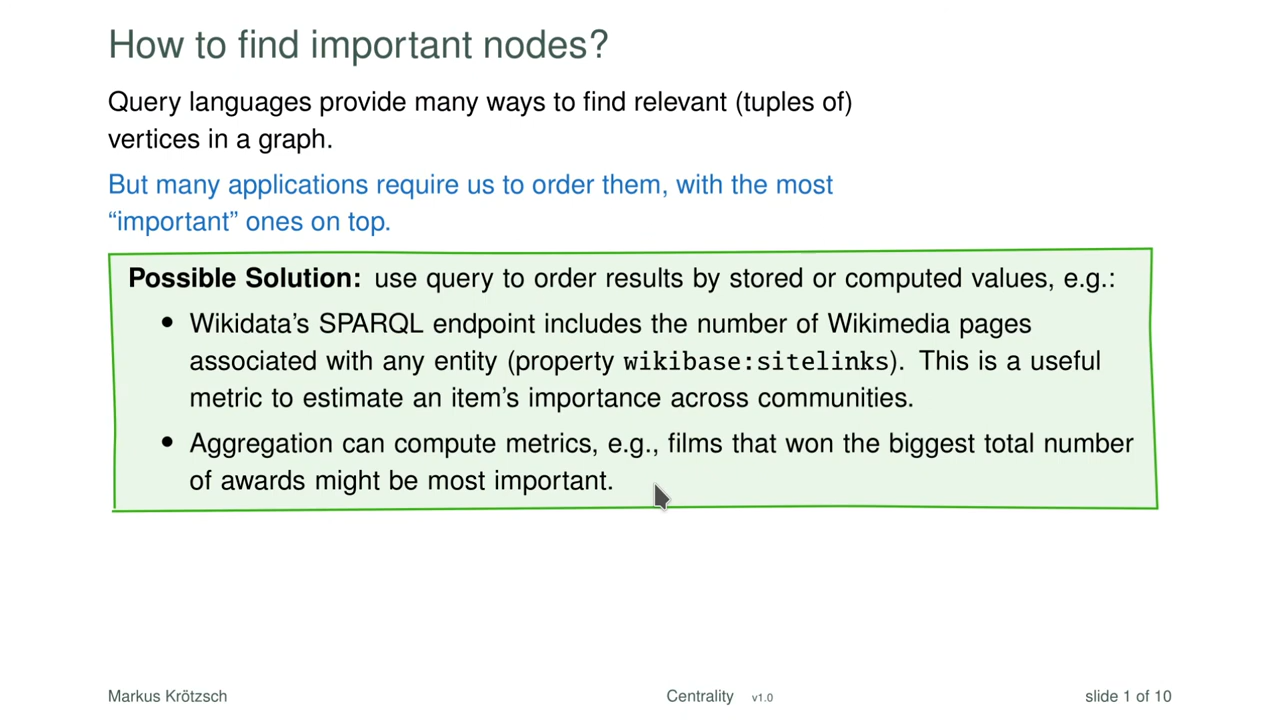 How to find important nodes?
Query languages provide many ways to find relevant (tuples of)
vertices in a graph.
But many applications require us to order them, with the most
“important” ones on top.
Possible Solution: use query to order results by stored or computed values, e.g.:
• Wikidata’s SPARQL endpoint includes the number of Wikimedia pages
associated with any entity (property wikibase:sitelinks). This is a useful
metric to estimate an item’s importance across communities.
• Aggregation can compute metrics, e.g., films that won the biggest total number
of awards might be most important.
Markus Krötzsch Centrality v1.0 slide 1 of 10